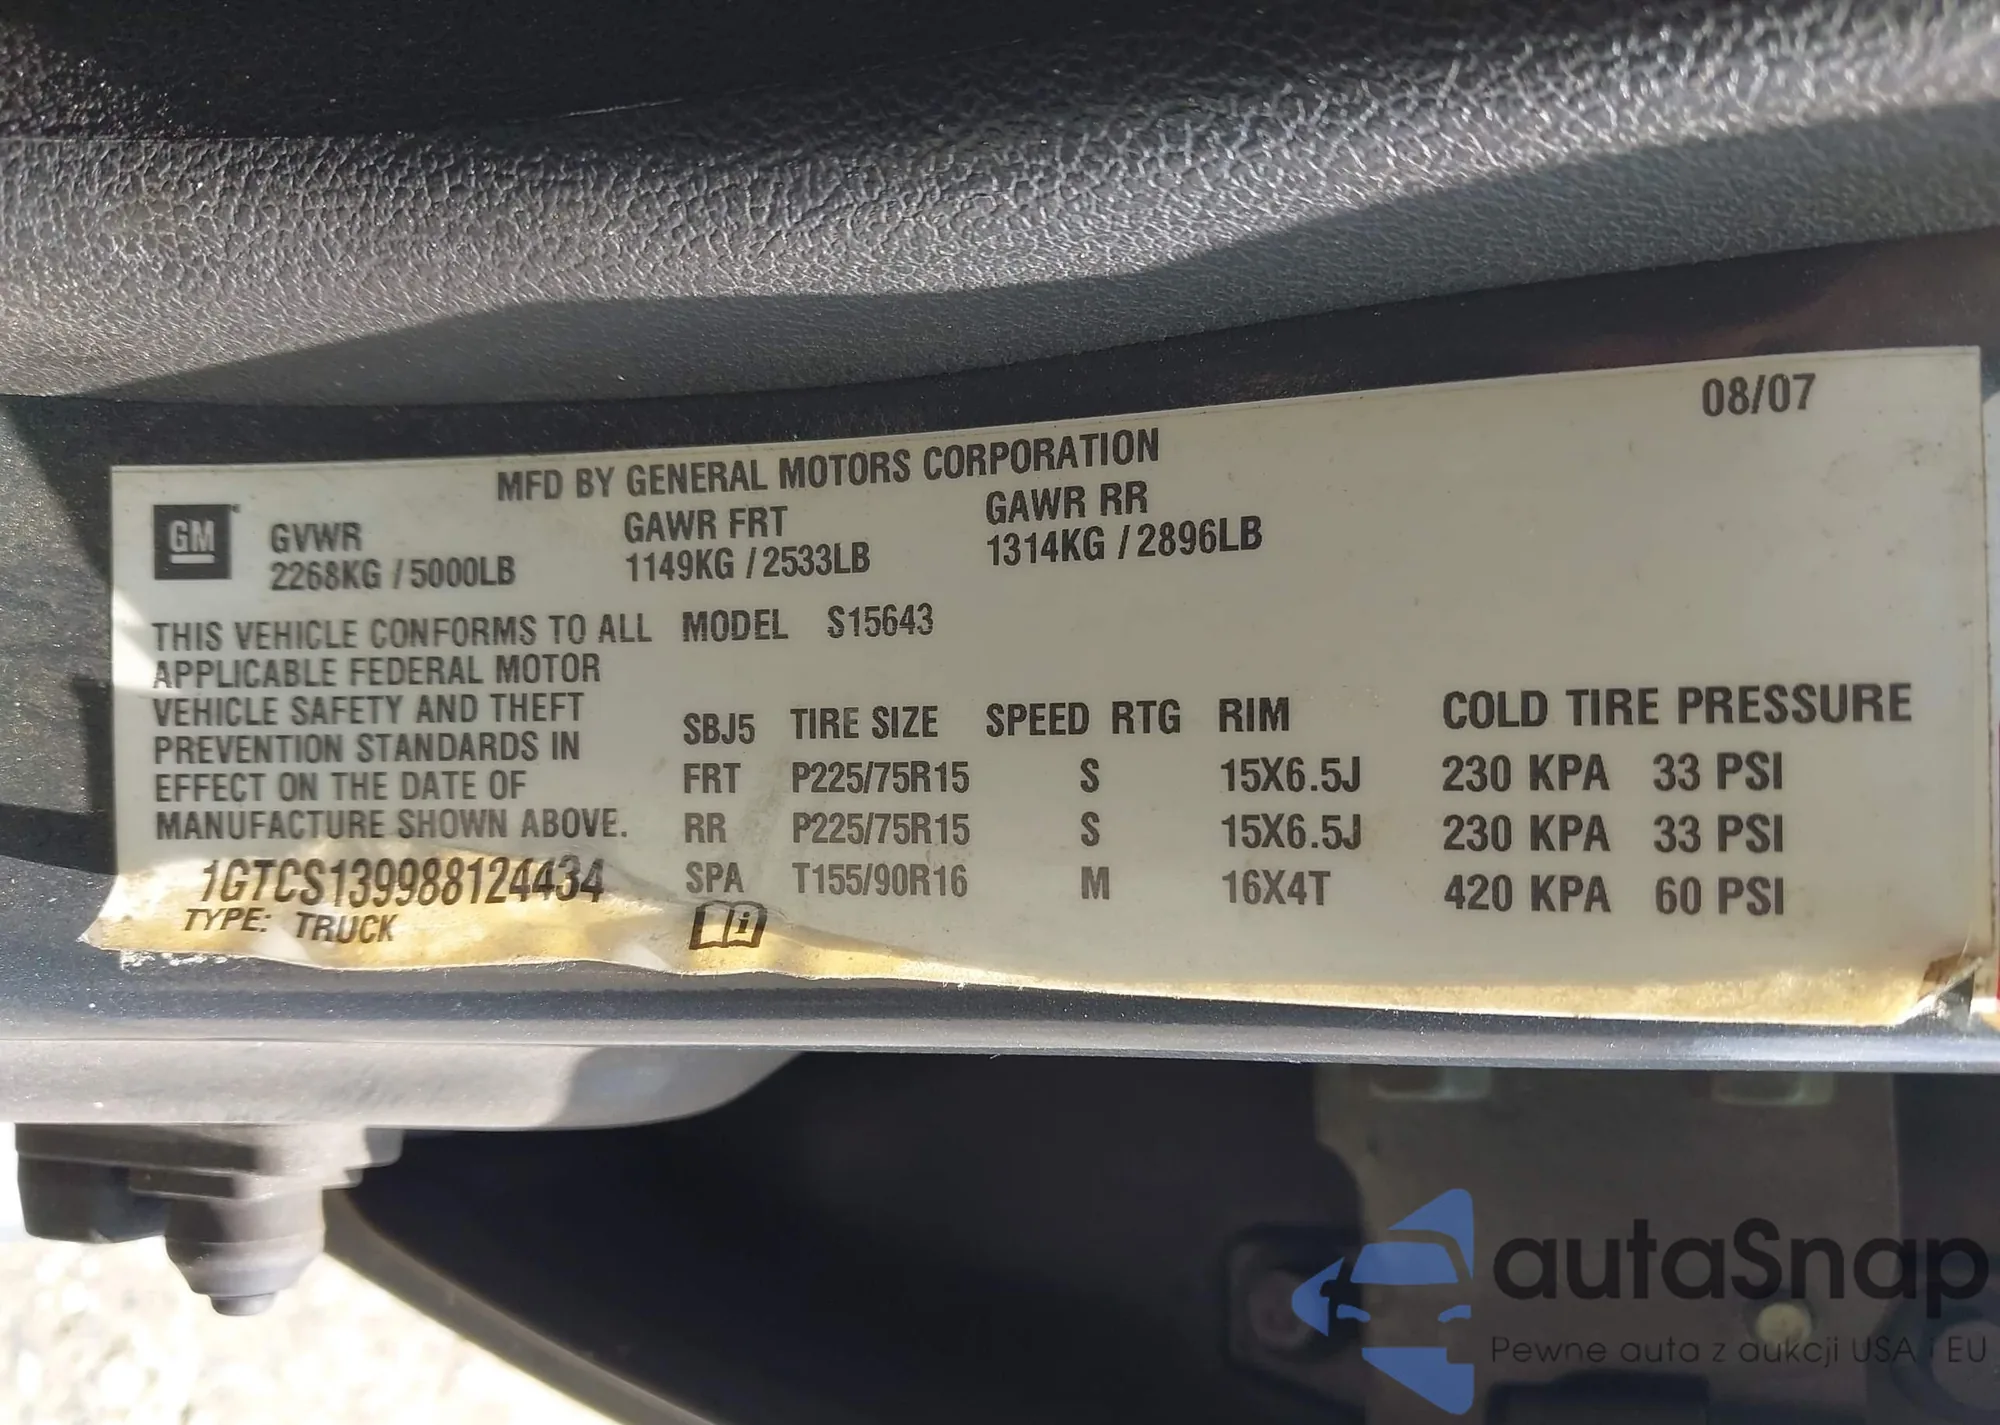 08/07
MFD BY GENERAL MOTORS CORPORATION
GM
GVWR GAWR FRT GAWR RR
2268KG / 5000LB 1149KG / 2533LB 1314KG / 2896LB
THIS VEHICLE CONFORMS TO ALL
APPLICABLE FEDERAL MOTOR
VEHICLE SAFETY AND THEFT
PREVENTION STANDARDS IN
EFFECT ON THE DATE OF
MANUFACTURE SHOWN ABOVE.
1GTCS139988124434
TYPE: TRUCK
MODEL S15643
SBJ5 TIRE SIZE SPEED RTG RIM COLD TIRE PRESSURE
FRT P225/75R15 S 15X6.5J 230 KPA 33 PSI
RR P225/75R15 S 15X6.5J 230 KPA 33 PSI
SPA T155/90R16 M 16X4T 420 KPA 60 PSI
i
autaSnap
Pewne auta z aukcji USA i EU